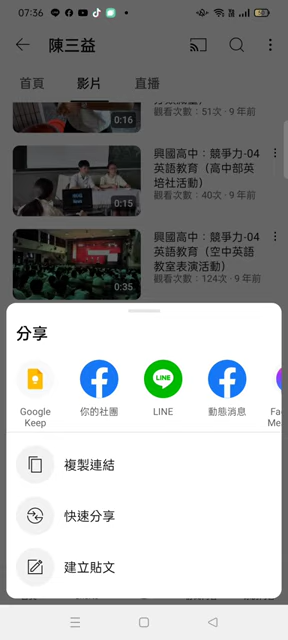 07:36
陳三益
首頁
影片
直播
0:16
觀看次數：51次 · 9 年前
0:15
興國高中：競爭力-04
英語教育（高中部英
培社活動）
觀看次數：40次 · 9 年前
0:35
興國高中：競爭力-04
英語教育（空中英語
教室表演活動）
觀看次數：124次 · 9 年前
分享
Google
Keep
你的社團
LINE
LINE
動態消息
Fa
Me
複製連結
快速分享
建立貼文